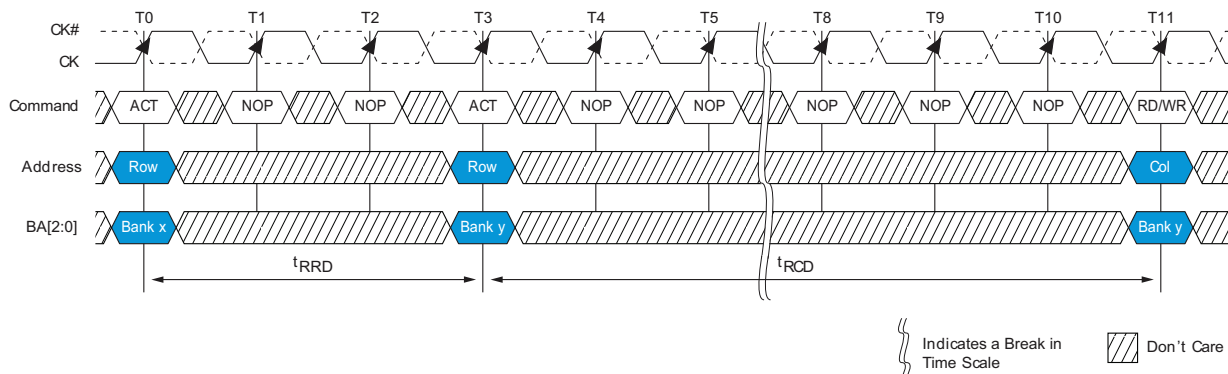 T0 T1 T2 T3 T4 T5 T8 T9 T10 T11
CK#
CK
Command ACT NOP NOP ACT NOP NOP NOP NOP NOP RD/WR
Address Row Row Col
BA[2:0] Bank x Bank y Bank y
tRRD tRCD
Indicates a Break in
Time Scale
Don't Care